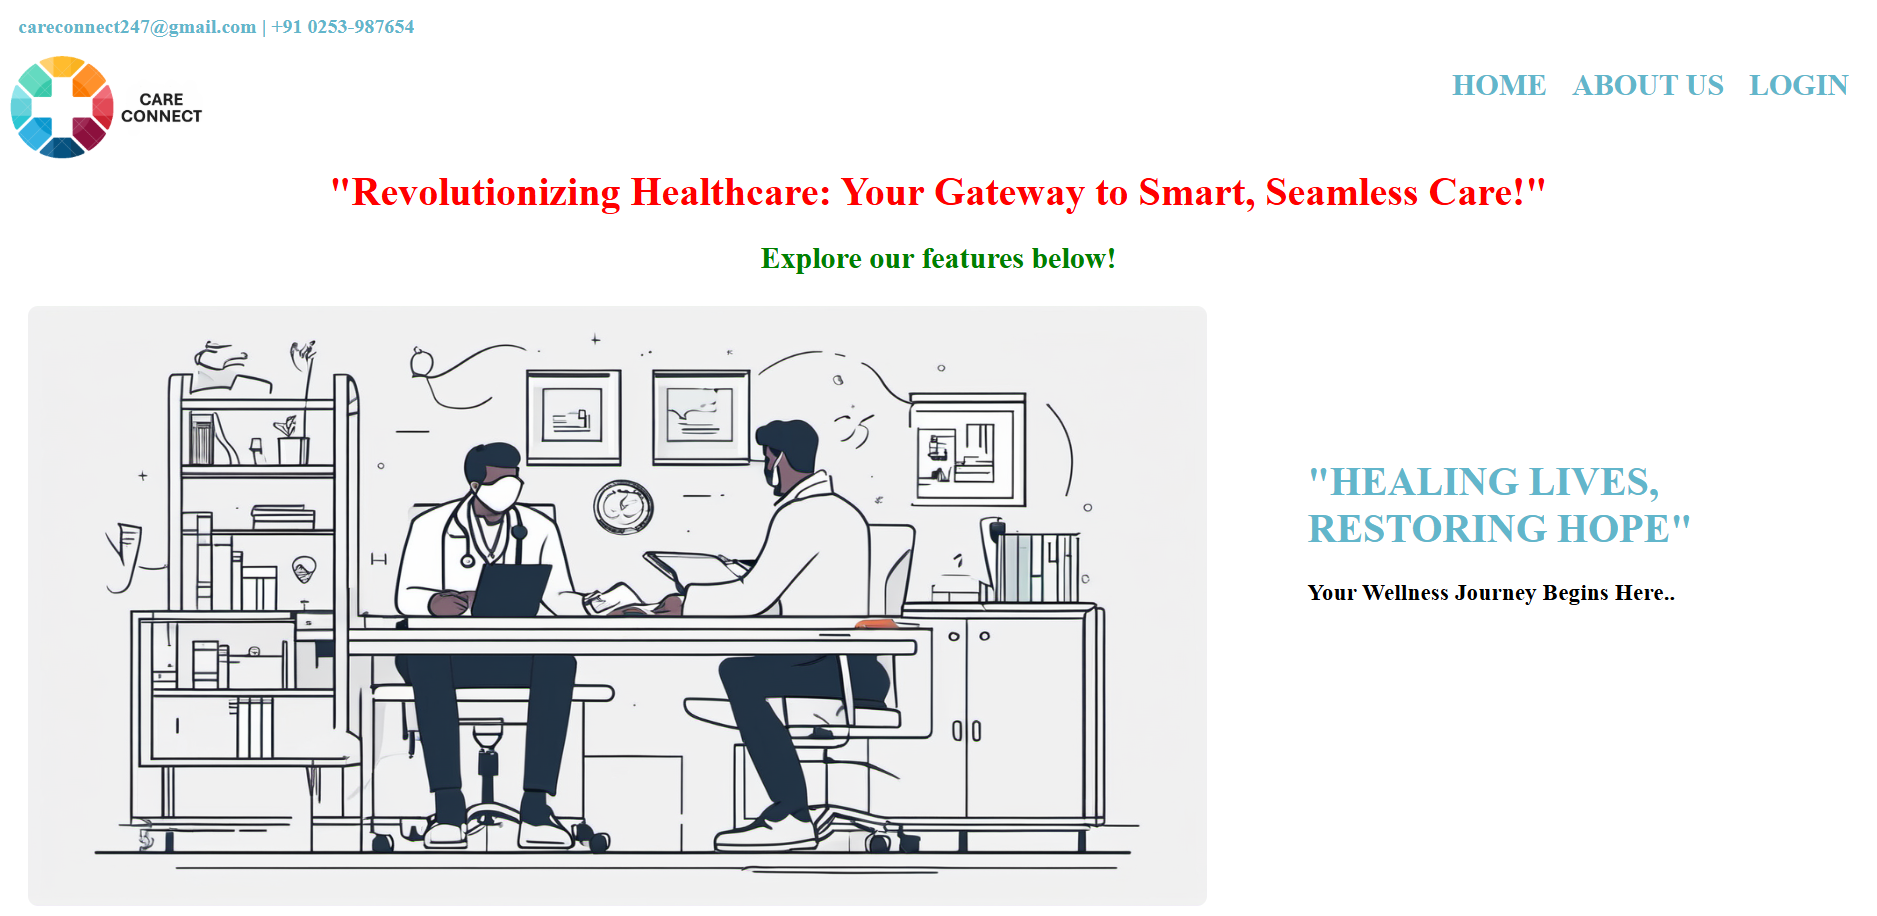 careconnect247@gmail.com | +91 0253-987654
CARE
CONNECT
HOME ABOUT US LOGIN
"Revolutionizing Healthcare: Your Gateway to Smart, Seamless Care!"
Explore our features below!
"HEALING LIVES,
RESTORING HOPE"
Your Wellness Journey Begins Here..